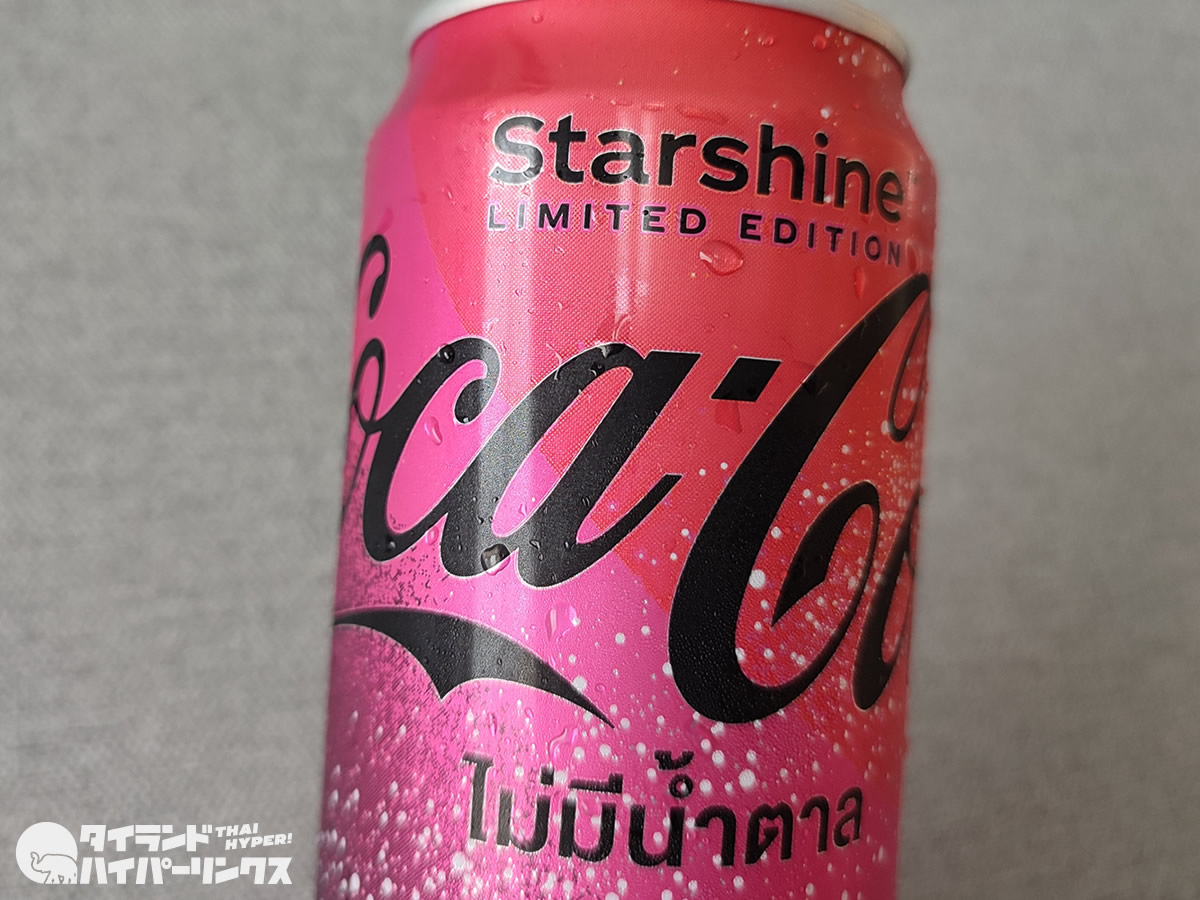 Starshine
LIMITED EDITION
Coca-Co
ไม่มีน้ำตาล
タイランド THAI HYPER!
ハイパーリンクス